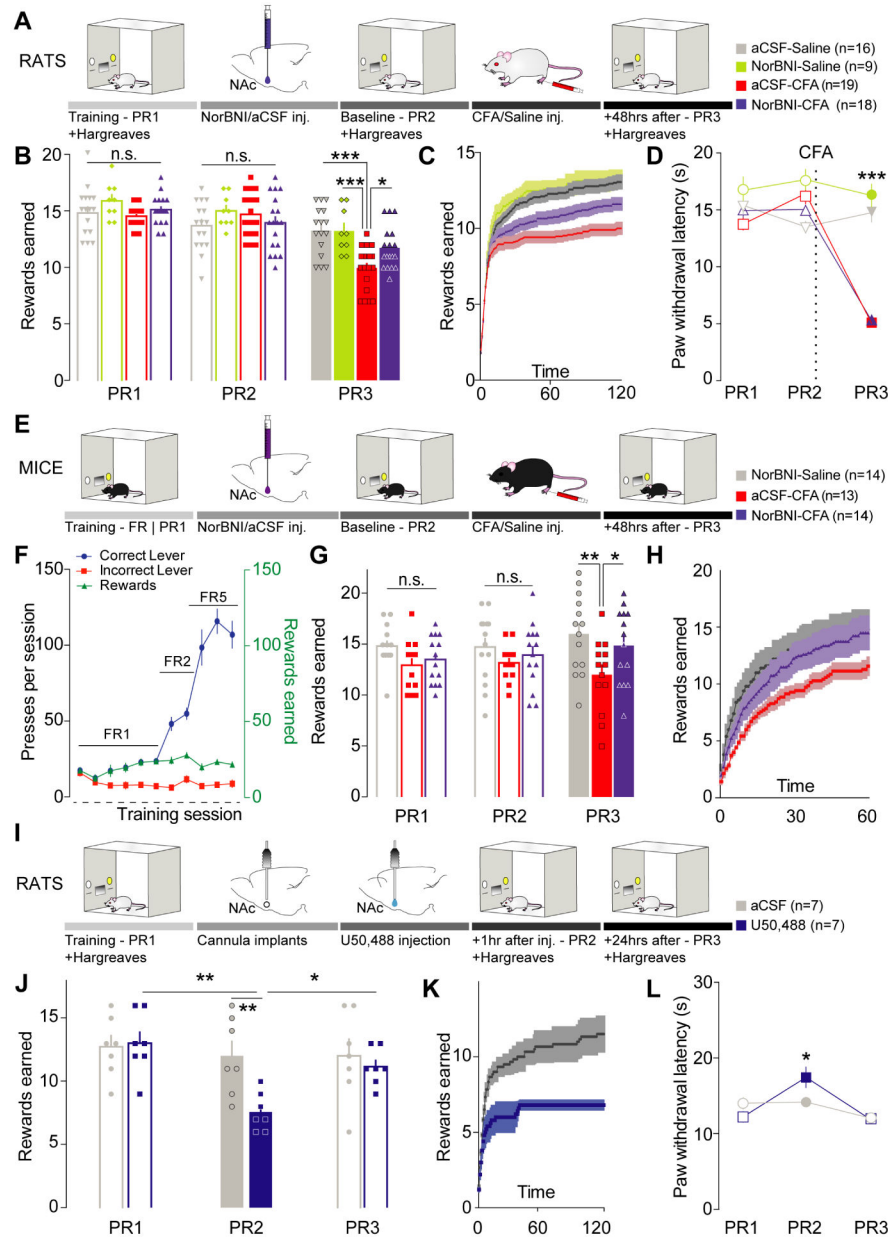 A
RATS
NAc
Training - PR1
+Hargreaves
NorBNI/aCSF inj.
Baseline - PR2
+Hargreaves
CFA/Saline inj.
+48hrs after - PR3
+Hargreaves
aCSF-Saline (n=16)
NorBNI-Saline (n=9)
aCSF-CFA (n=19)
NorBNI-CFA (n=18)
B
Rewards earned
20
15
10
5
0
n.s.
n.s.
***
***
*
PR1
PR2
PR3
C
Rewards earned
15
10
5
0
Time
0
60
120
D
CFA
***
Paw withdrawal latency (s)
20
15
10
5
0
PR1
PR2
PR3
E
MICE
NAc
Training - FR | PR1
NorBNI/aCSF inj.
Baseline - PR2
CFA/Saline inj.
+48hrs after - PR3
NorBNI-Saline (n=14)
aCSF-CFA (n=13)
NorBNI-CFA (n=14)
F
Correct Lever
Incorrect Lever
Rewards
Presses per session
150
100
50
0
FR1
FR2
FR5
150
100
50
0
Rewards earned
Training session
G
Rewards earned
20
15
10
5
0
n.s.
n.s.
**
*
PR1
PR2
PR3
H
Rewards earned
20
15
10
5
0
Time
0
30
60
I
RATS
NAc
NAc
Training - PR1
+Hargreaves
Cannula implants
U50,488 injection
+1hr after inj. - PR2
+Hargreaves
+24hrs after - PR3
+Hargreaves
aCSF (n=7)
U50,488 (n=7)
J
Rewards earned
15
10
5
0
**
**
*
PR1
PR2
PR3
K
Rewards earned
10
5
0
Time
0
60
120
L
Paw withdrawal latency (s)
30
20
10
0
*
PR1
PR2
PR3